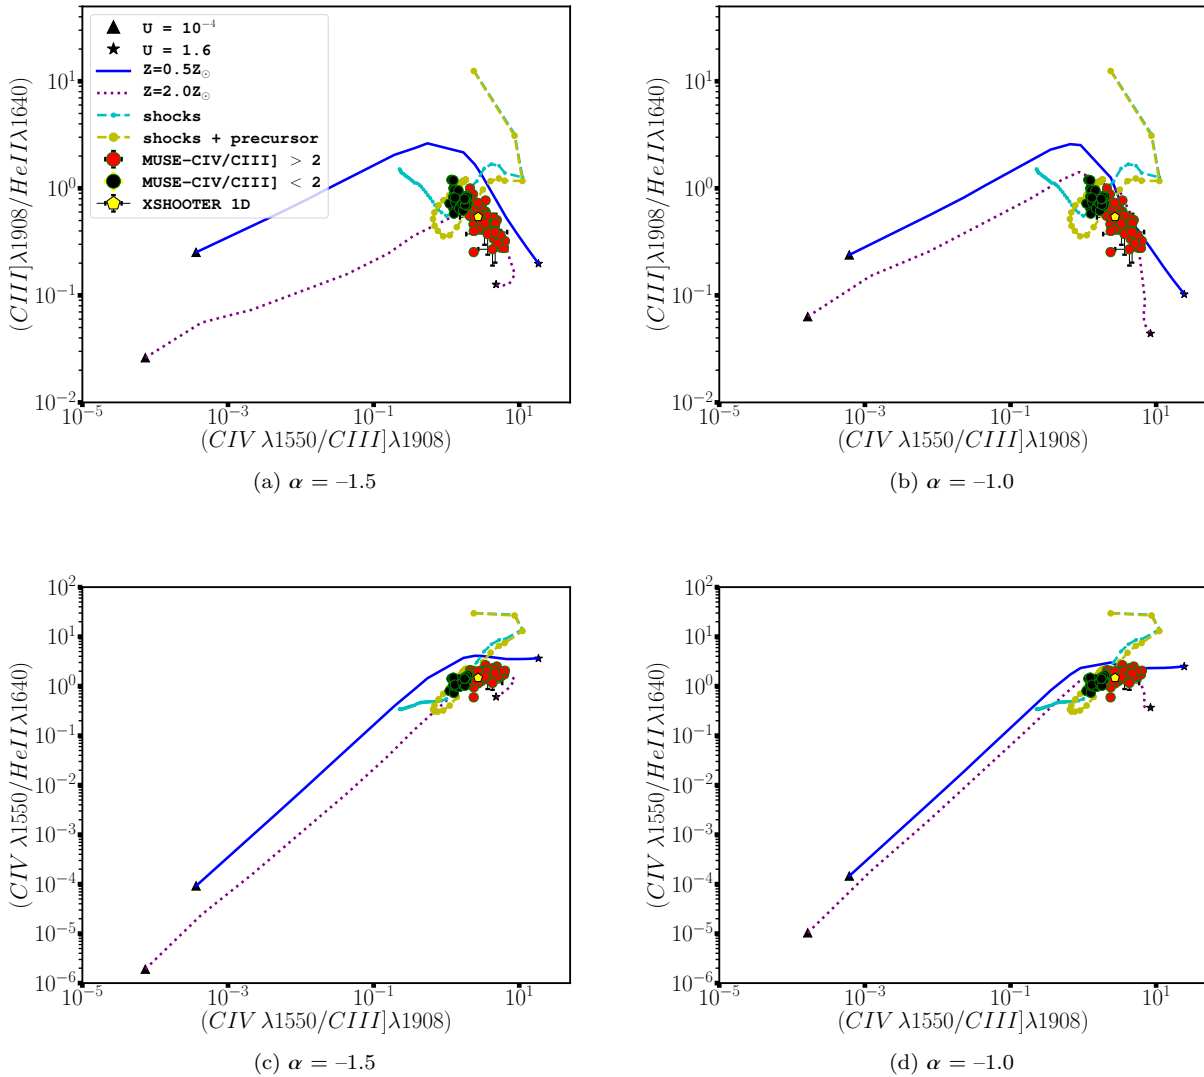 10¹
10⁰
10⁻¹
10⁻²
10⁻⁵
10⁻³
10⁻¹
10¹
(CIII]λ1908/HeIIλ1640)
(CIV λ1550/CIII]λ1908)
U = 10⁻⁴
U = 1.6
Z=0.5Z☉
Z=2.0Z☉
shocks
shocks + precursor
MUSE-CIV/CIII] > 2
MUSE-CIV/CIII] < 2
XSHOOTER 1D
(a) α = –1.5
10¹
10⁰
10⁻¹
10⁻²
10⁻⁵
10⁻³
10⁻¹
10¹
(CIII]λ1908/HeIIλ1640)
(CIV λ1550/CIII]λ1908)
(b) α = –1.0
10²
10¹
10⁰
10⁻¹
10⁻²
10⁻³
10⁻⁴
10⁻⁵
10⁻⁶
10⁻⁵
10⁻³
10⁻¹
10¹
(CIV λ1550/HeIIλ1640)
(CIV λ1550/CIII]λ1908)
(c) α = –1.5
10²
10¹
10⁰
10⁻¹
10⁻²
10⁻³
10⁻⁴
10⁻⁵
10⁻⁶
10⁻⁵
10⁻³
10⁻¹
10¹
(CIV λ1550/HeIIλ1640)
(CIV λ1550/CIII]λ1908)
(d) α = –1.0